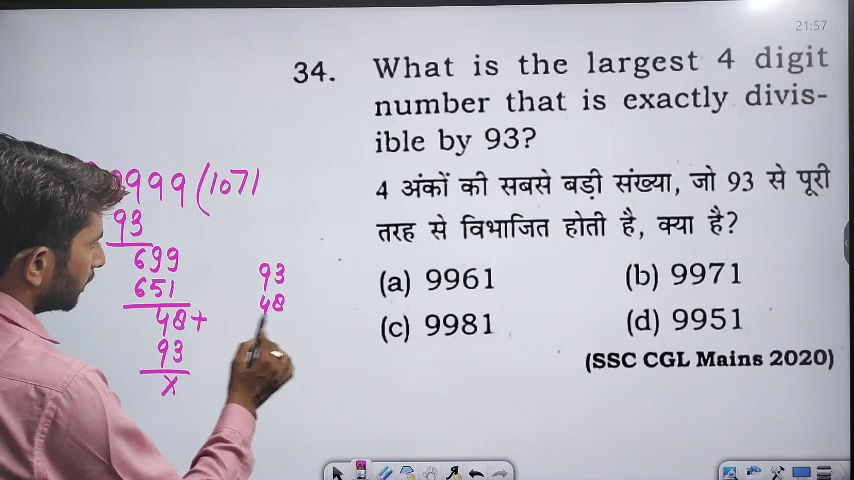 21:57
34. What is the largest 4 digit
number that is exactly divis-
ible by 93?
4 अंकों की सबसे बड़ी संख्या, जो 93 से पूरी
तरह से विभाजित होती है, क्या है?
(a) 9961 (b) 9971
(c) 9981 (d) 9951
(SSC CGL Mains 2020)
999(1071
93
699
651
48+
93
x
93
48